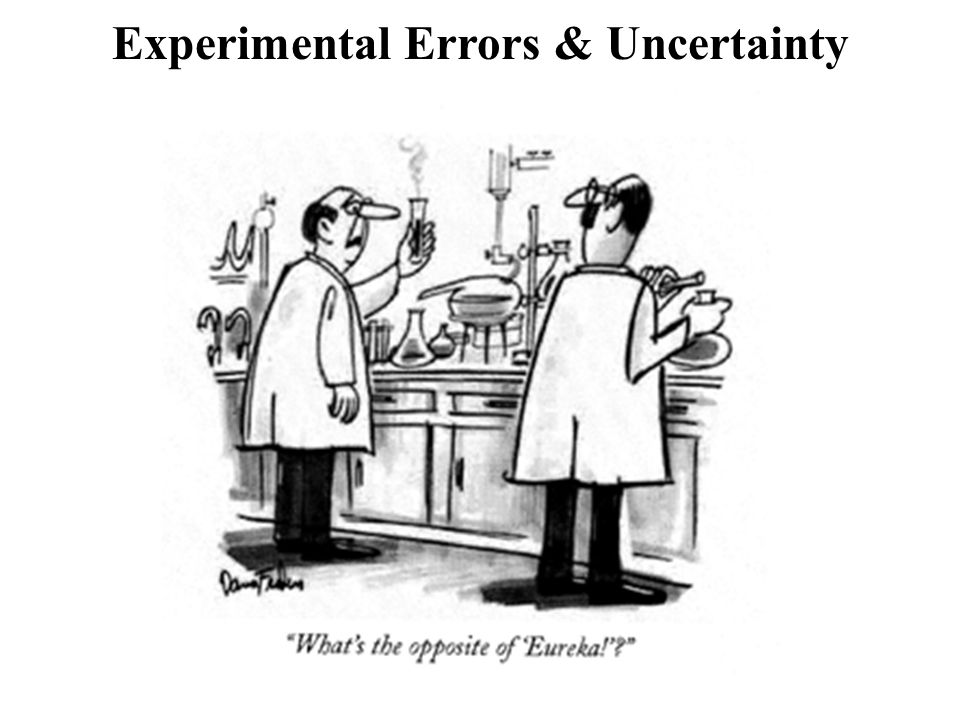 Experimental Errors & Uncertainty
“What’s the opposite of ‘Eureka!’?”